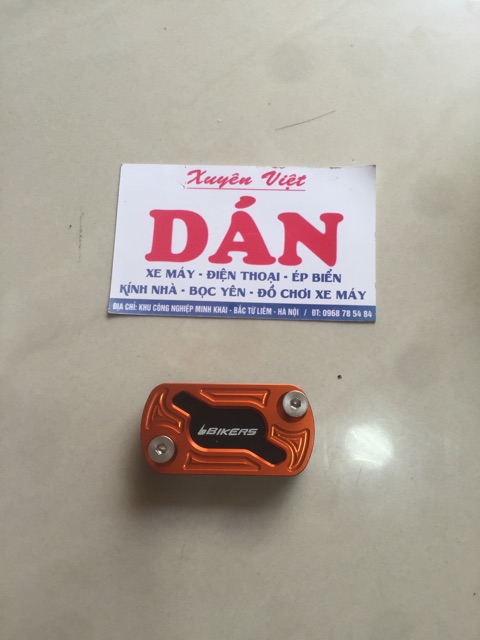 Xuyên Việt
DÁN
XE MÁY - ĐIỆN THOẠI - ÉP BIỂN
KÍNH NHÀ - BỌC YÊN - ĐỒ CHƠI XE MÁY
ĐỊA CHỈ: KHU CÔNG NGHIỆP MINH KHAI - BẮC TỪ LIÊM - HÀ NỘI / ĐT: 0968 78 54 84
BIKERS